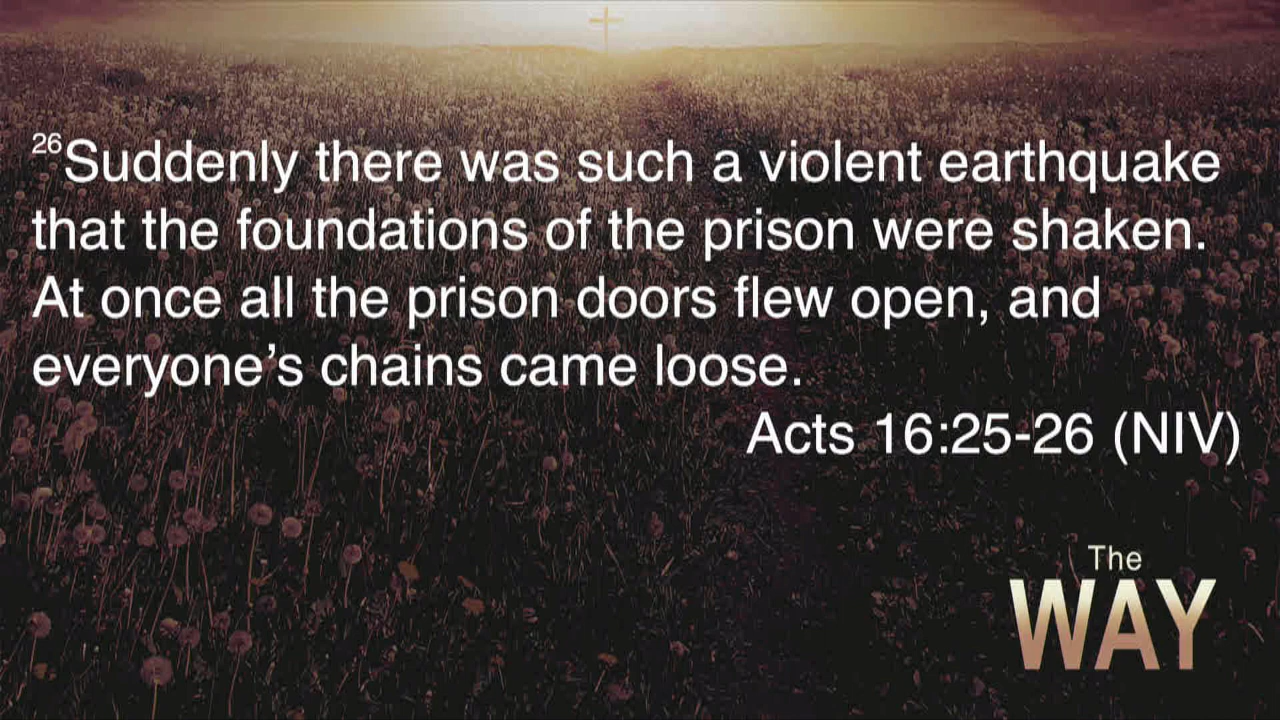 26Suddenly there was such a violent earthquake
that the foundations of the prison were shaken.
At once all the prison doors flew open, and
everyone’s chains came loose.
Acts 16:25-26 (NIV)
The
WAY